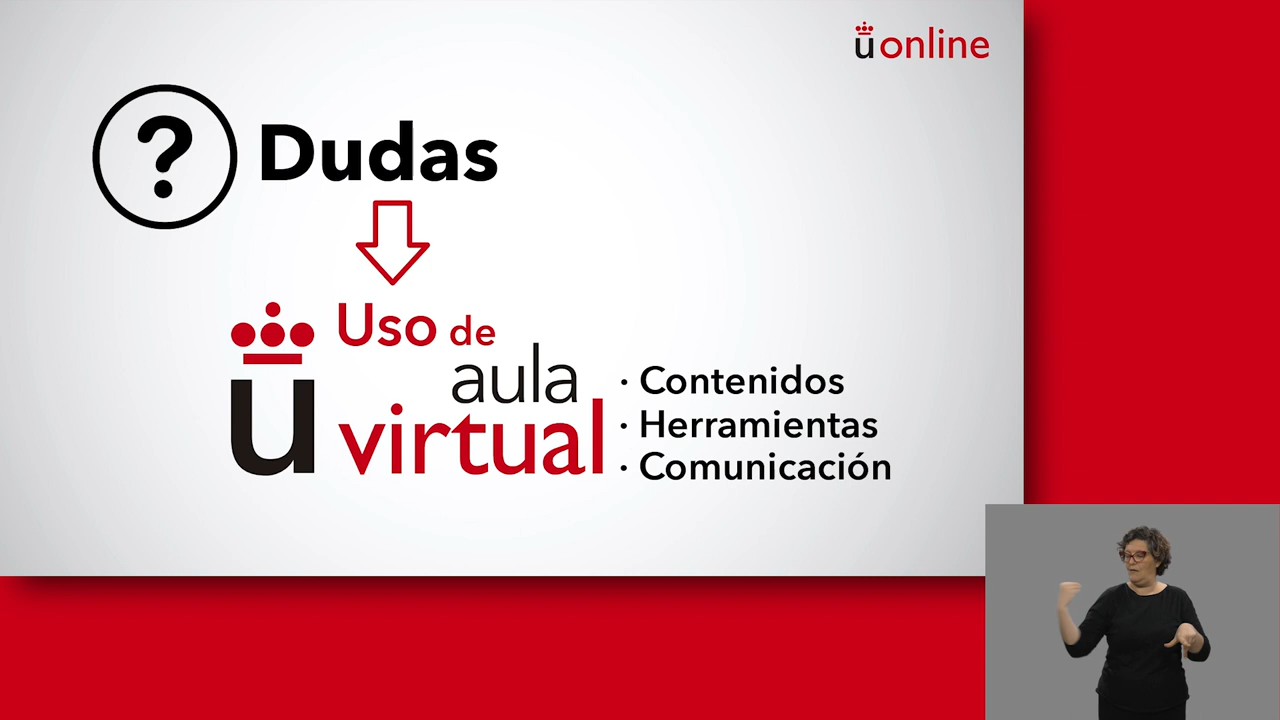 ū online
? Dudas
Uso de
aula
ū virtual
· Contenidos
· Herramientas
· Comunicación